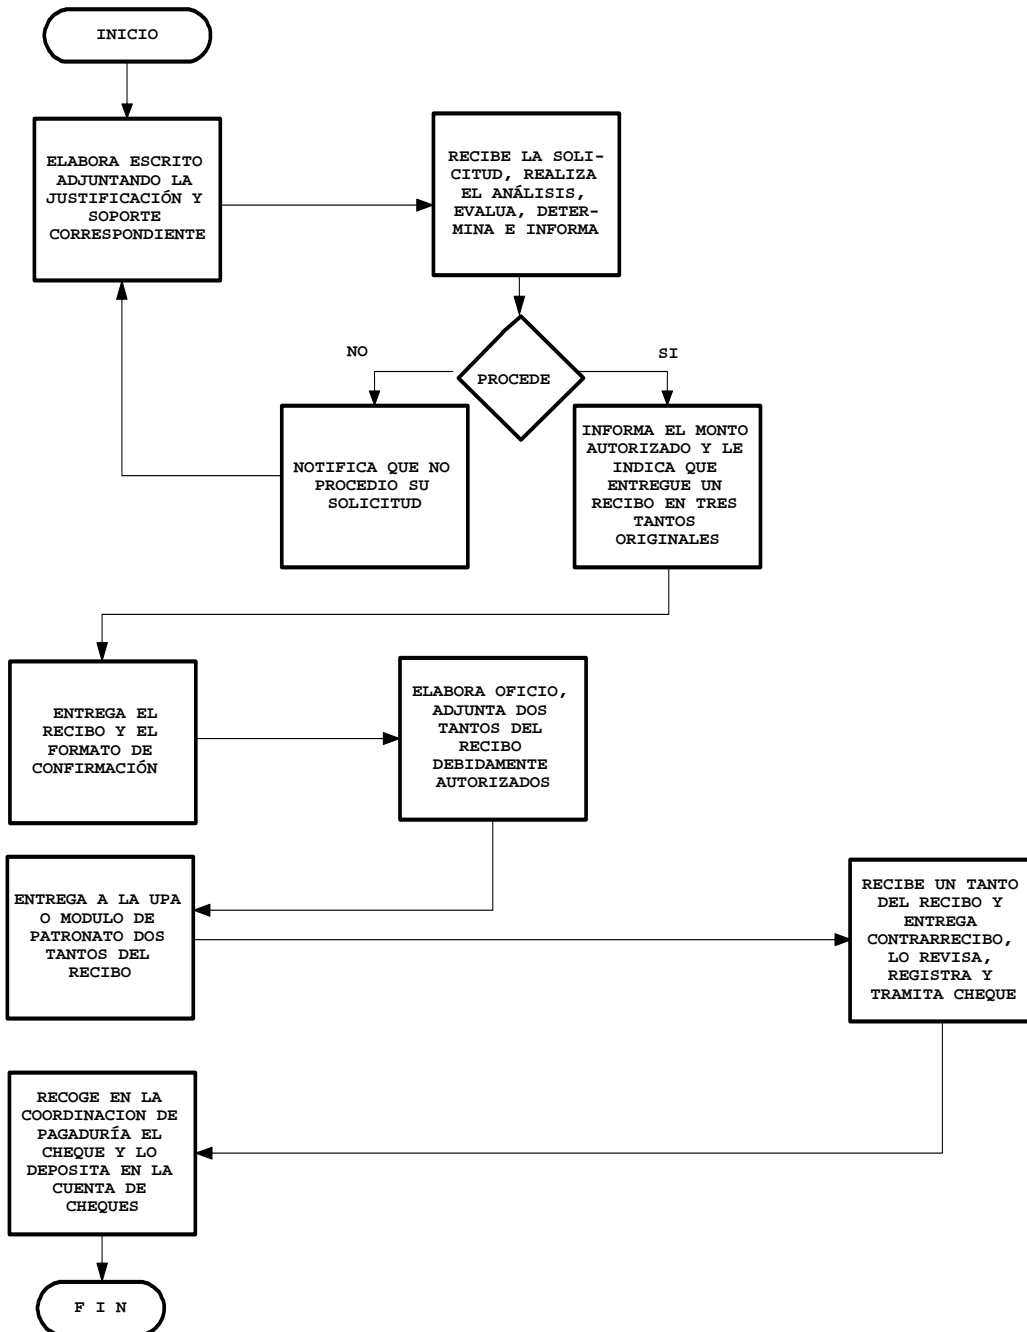 INICIO
ELABORA ESCRITO
ADJUNTANDO LA
JUSTIFICACIÓN Y
SOPORTE
CORRESPONDIENTE
RECIBE LA SOLI-
CITUD, REALIZA
EL ANÁLISIS,
EVALUA, DETER-
MINA E INFORMA
PROCEDE
NO
SI
NOTIFICA QUE NO
PROCEDIO SU
SOLICITUD
INFORMA EL MONTO
AUTORIZADO Y LE
INDICA QUE
ENTREGUE UN
RECIBO EN TRES
TANTOS
ORIGINALES
ENTREGA EL
RECIBO Y EL
FORMATO DE
CONFIRMACIÓN
ELABORA OFICIO,
ADJUNTA DOS
TANTOS DEL
RECIBO
DEBIDAMENTE
AUTORIZADOS
ENTREGA A LA UPA
O MODULO DE
PATRONATO DOS
TANTOS DEL
RECIBO
RECIBE UN TANTO
DEL RECIBO Y
ENTREGA
CONTRARRECIBO,
LO REVISA,
REGISTRA Y
TRAMITA CHEQUE
RECOGE EN LA
COORDINACION DE
PAGADURÍA EL
CHEQUE Y LO
DEPOSITA EN LA
CUENTA DE
CHEQUES
F I N